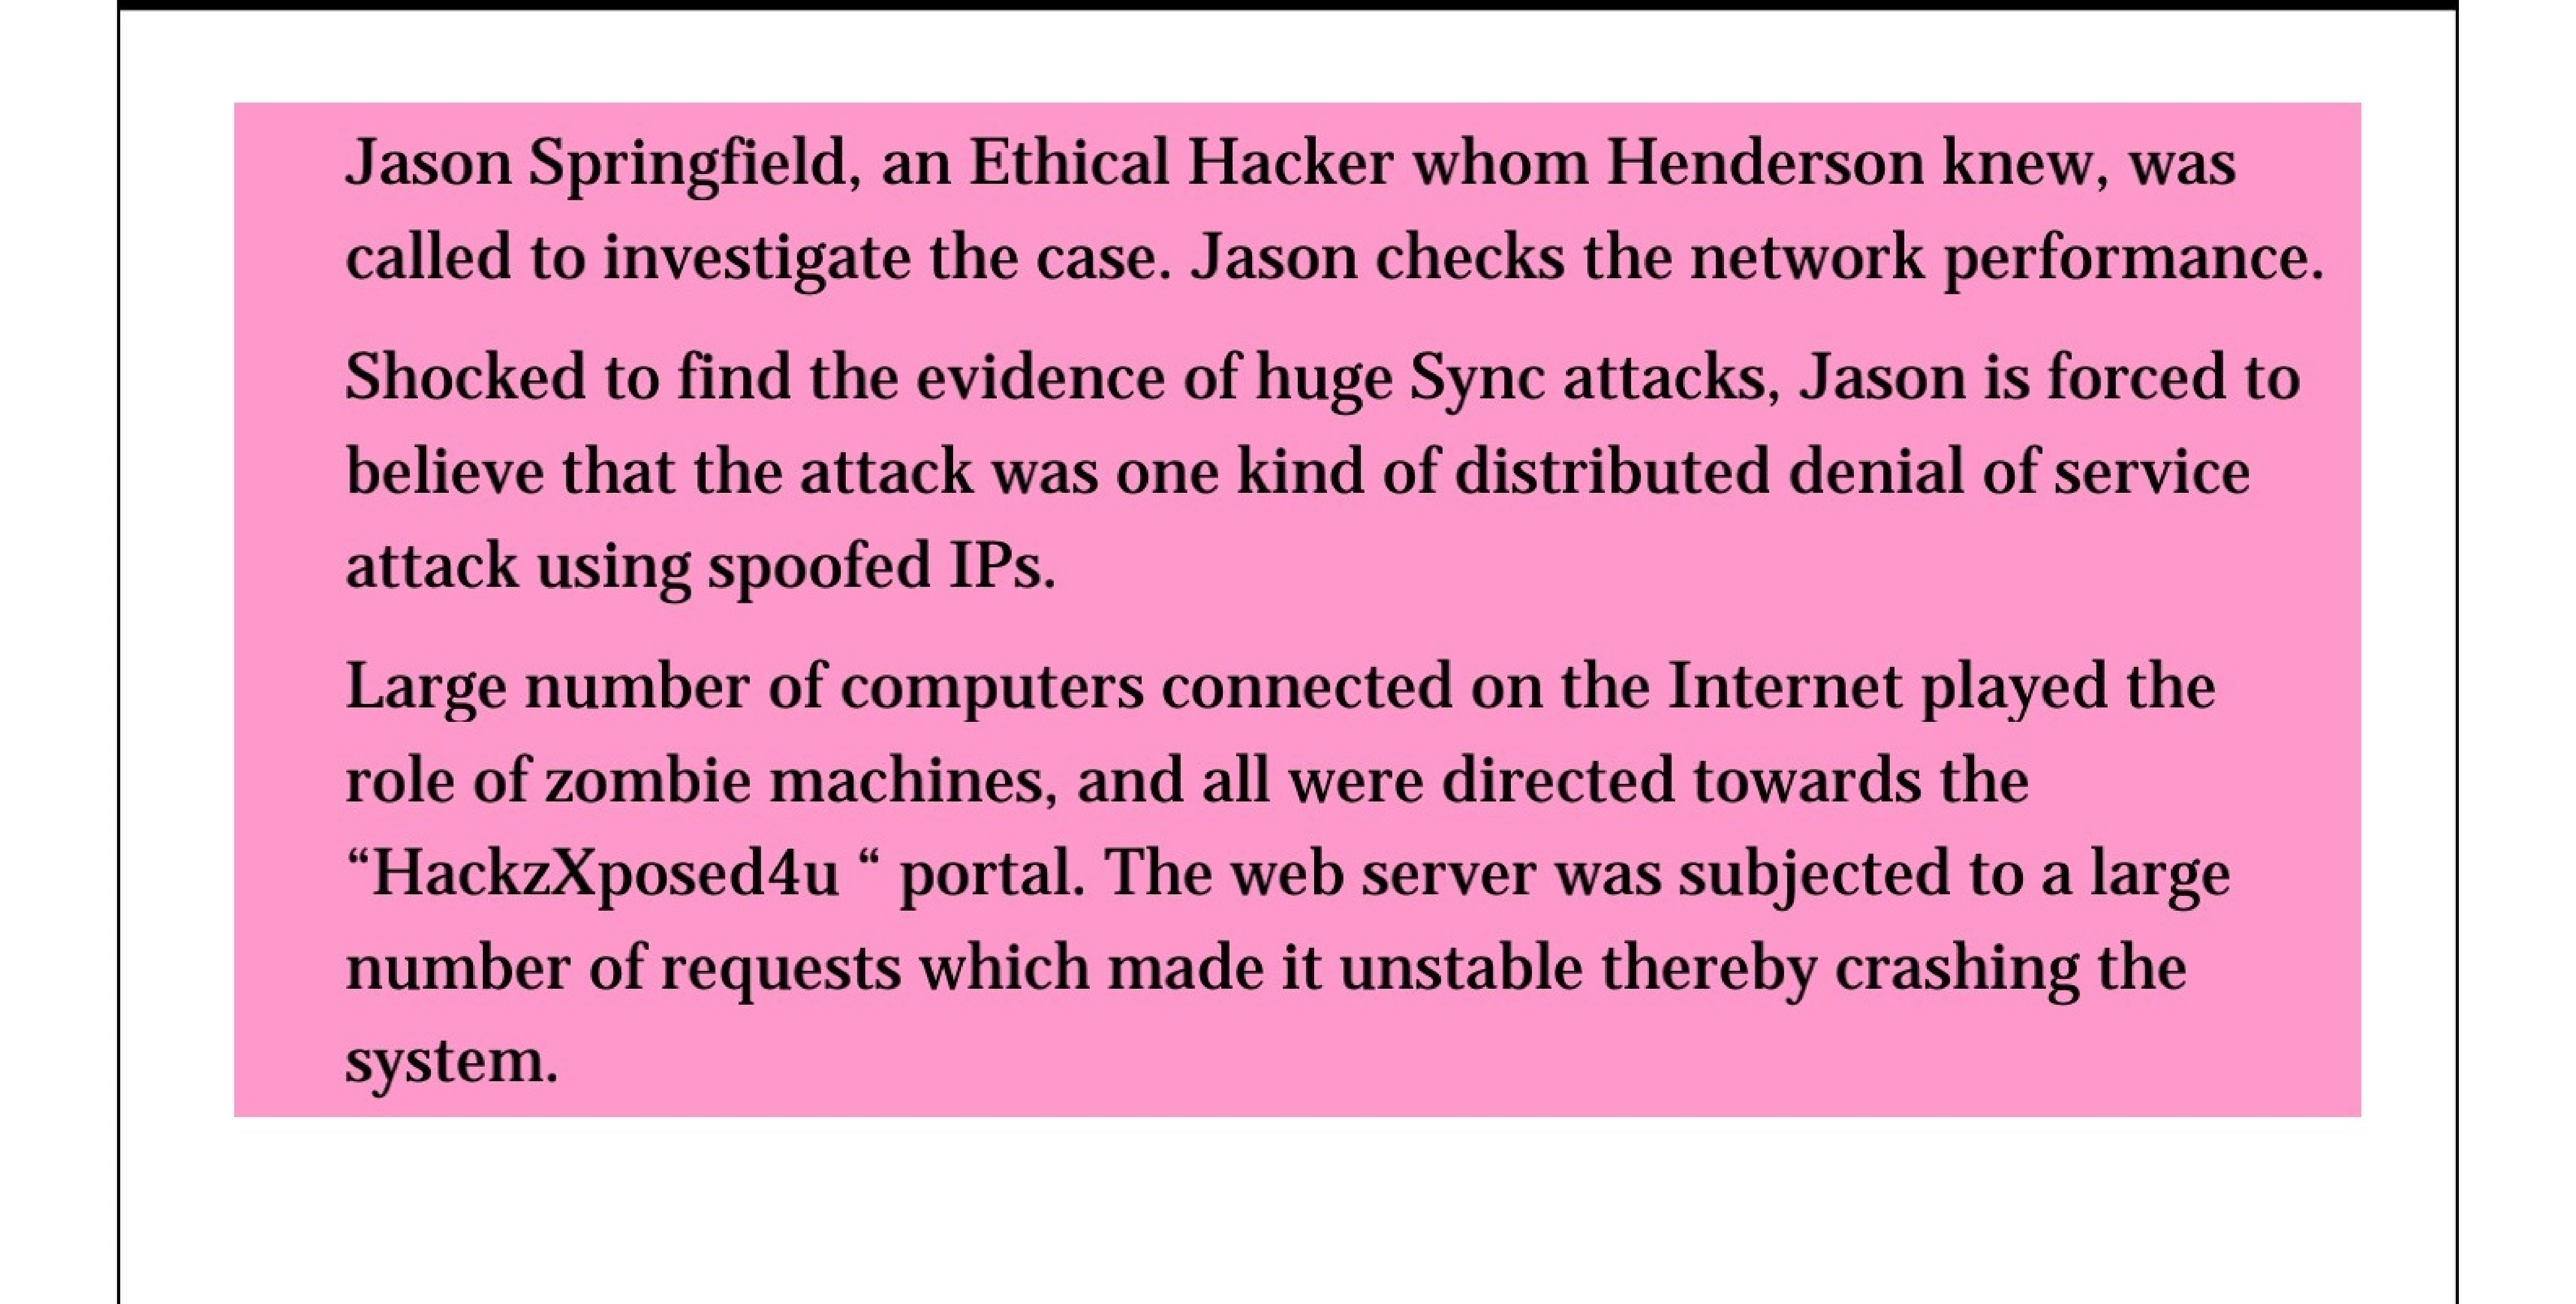 Jason Springfield, an Ethical Hacker whom Henderson knew, was
called to investigate the case. Jason checks the network performance.
Shocked to find the evidence of huge Sync attacks, Jason is forced to
believe that the attack was one kind of distributed denial of service
attack using spoofed IPs.
Large number of computers connected on the Internet played the
role of zombie machines, and all were directed towards the
“HackzXposed4u “ portal. The web server was subjected to a large
number of requests which made it unstable thereby crashing the
system.